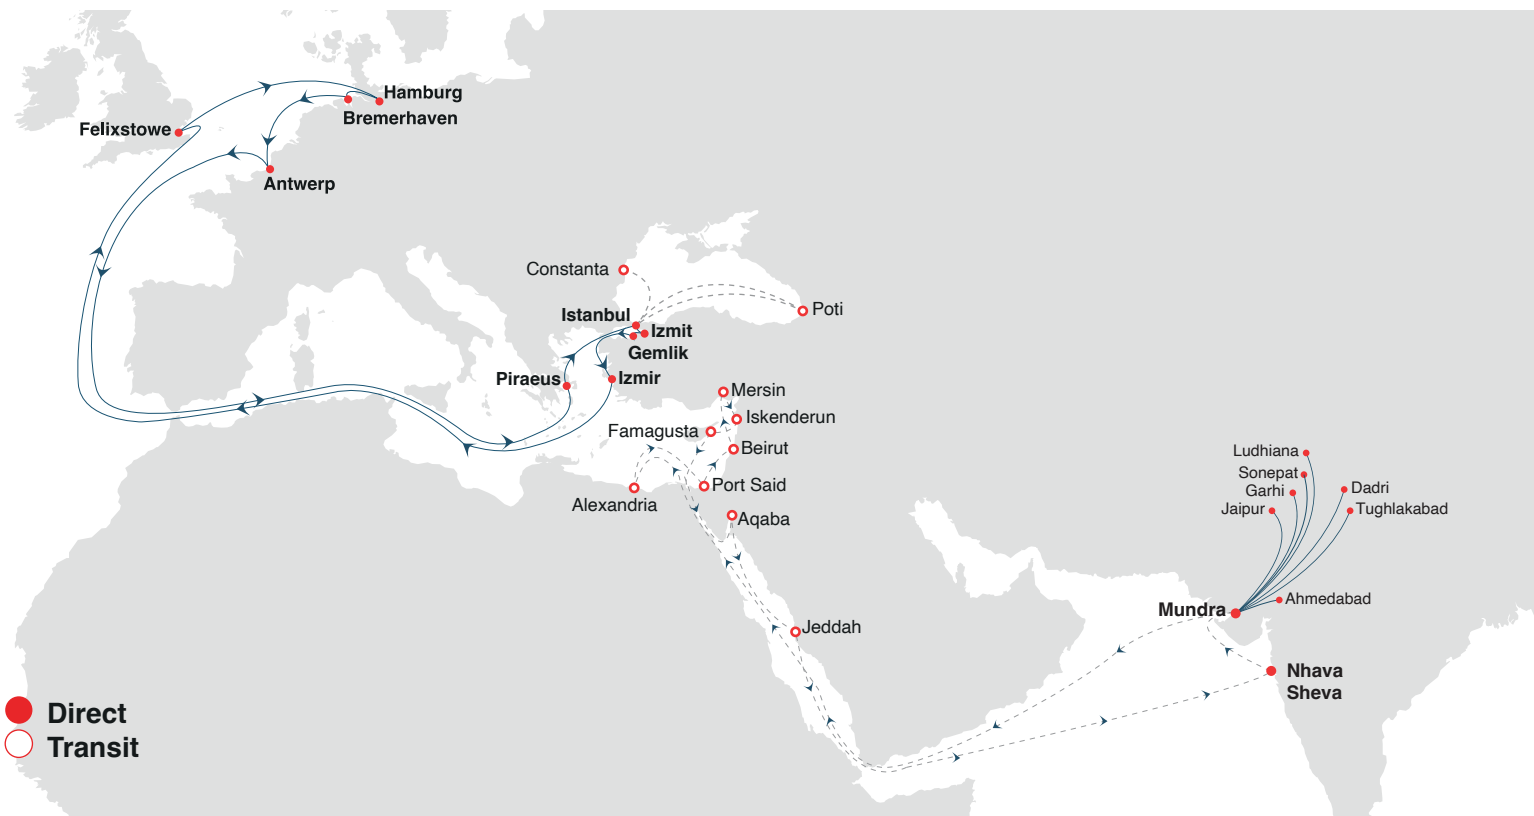 Hamburg
Bremerhaven
Felixstowe
Antwerp
Constanta
Istanbul
Poti
Izmit
Gemlik
Piraeus
Izmir
Mersin
Iskenderun
Famagusta
Beirut
Port Said
Alexandria
Aqaba
Ludhiana
Sonepat
Garhi
Dadri
Jaipur
Tughlakabad
Ahmedabad
Mundra
Jeddah
Nhava
Sheva
Direct
Transit